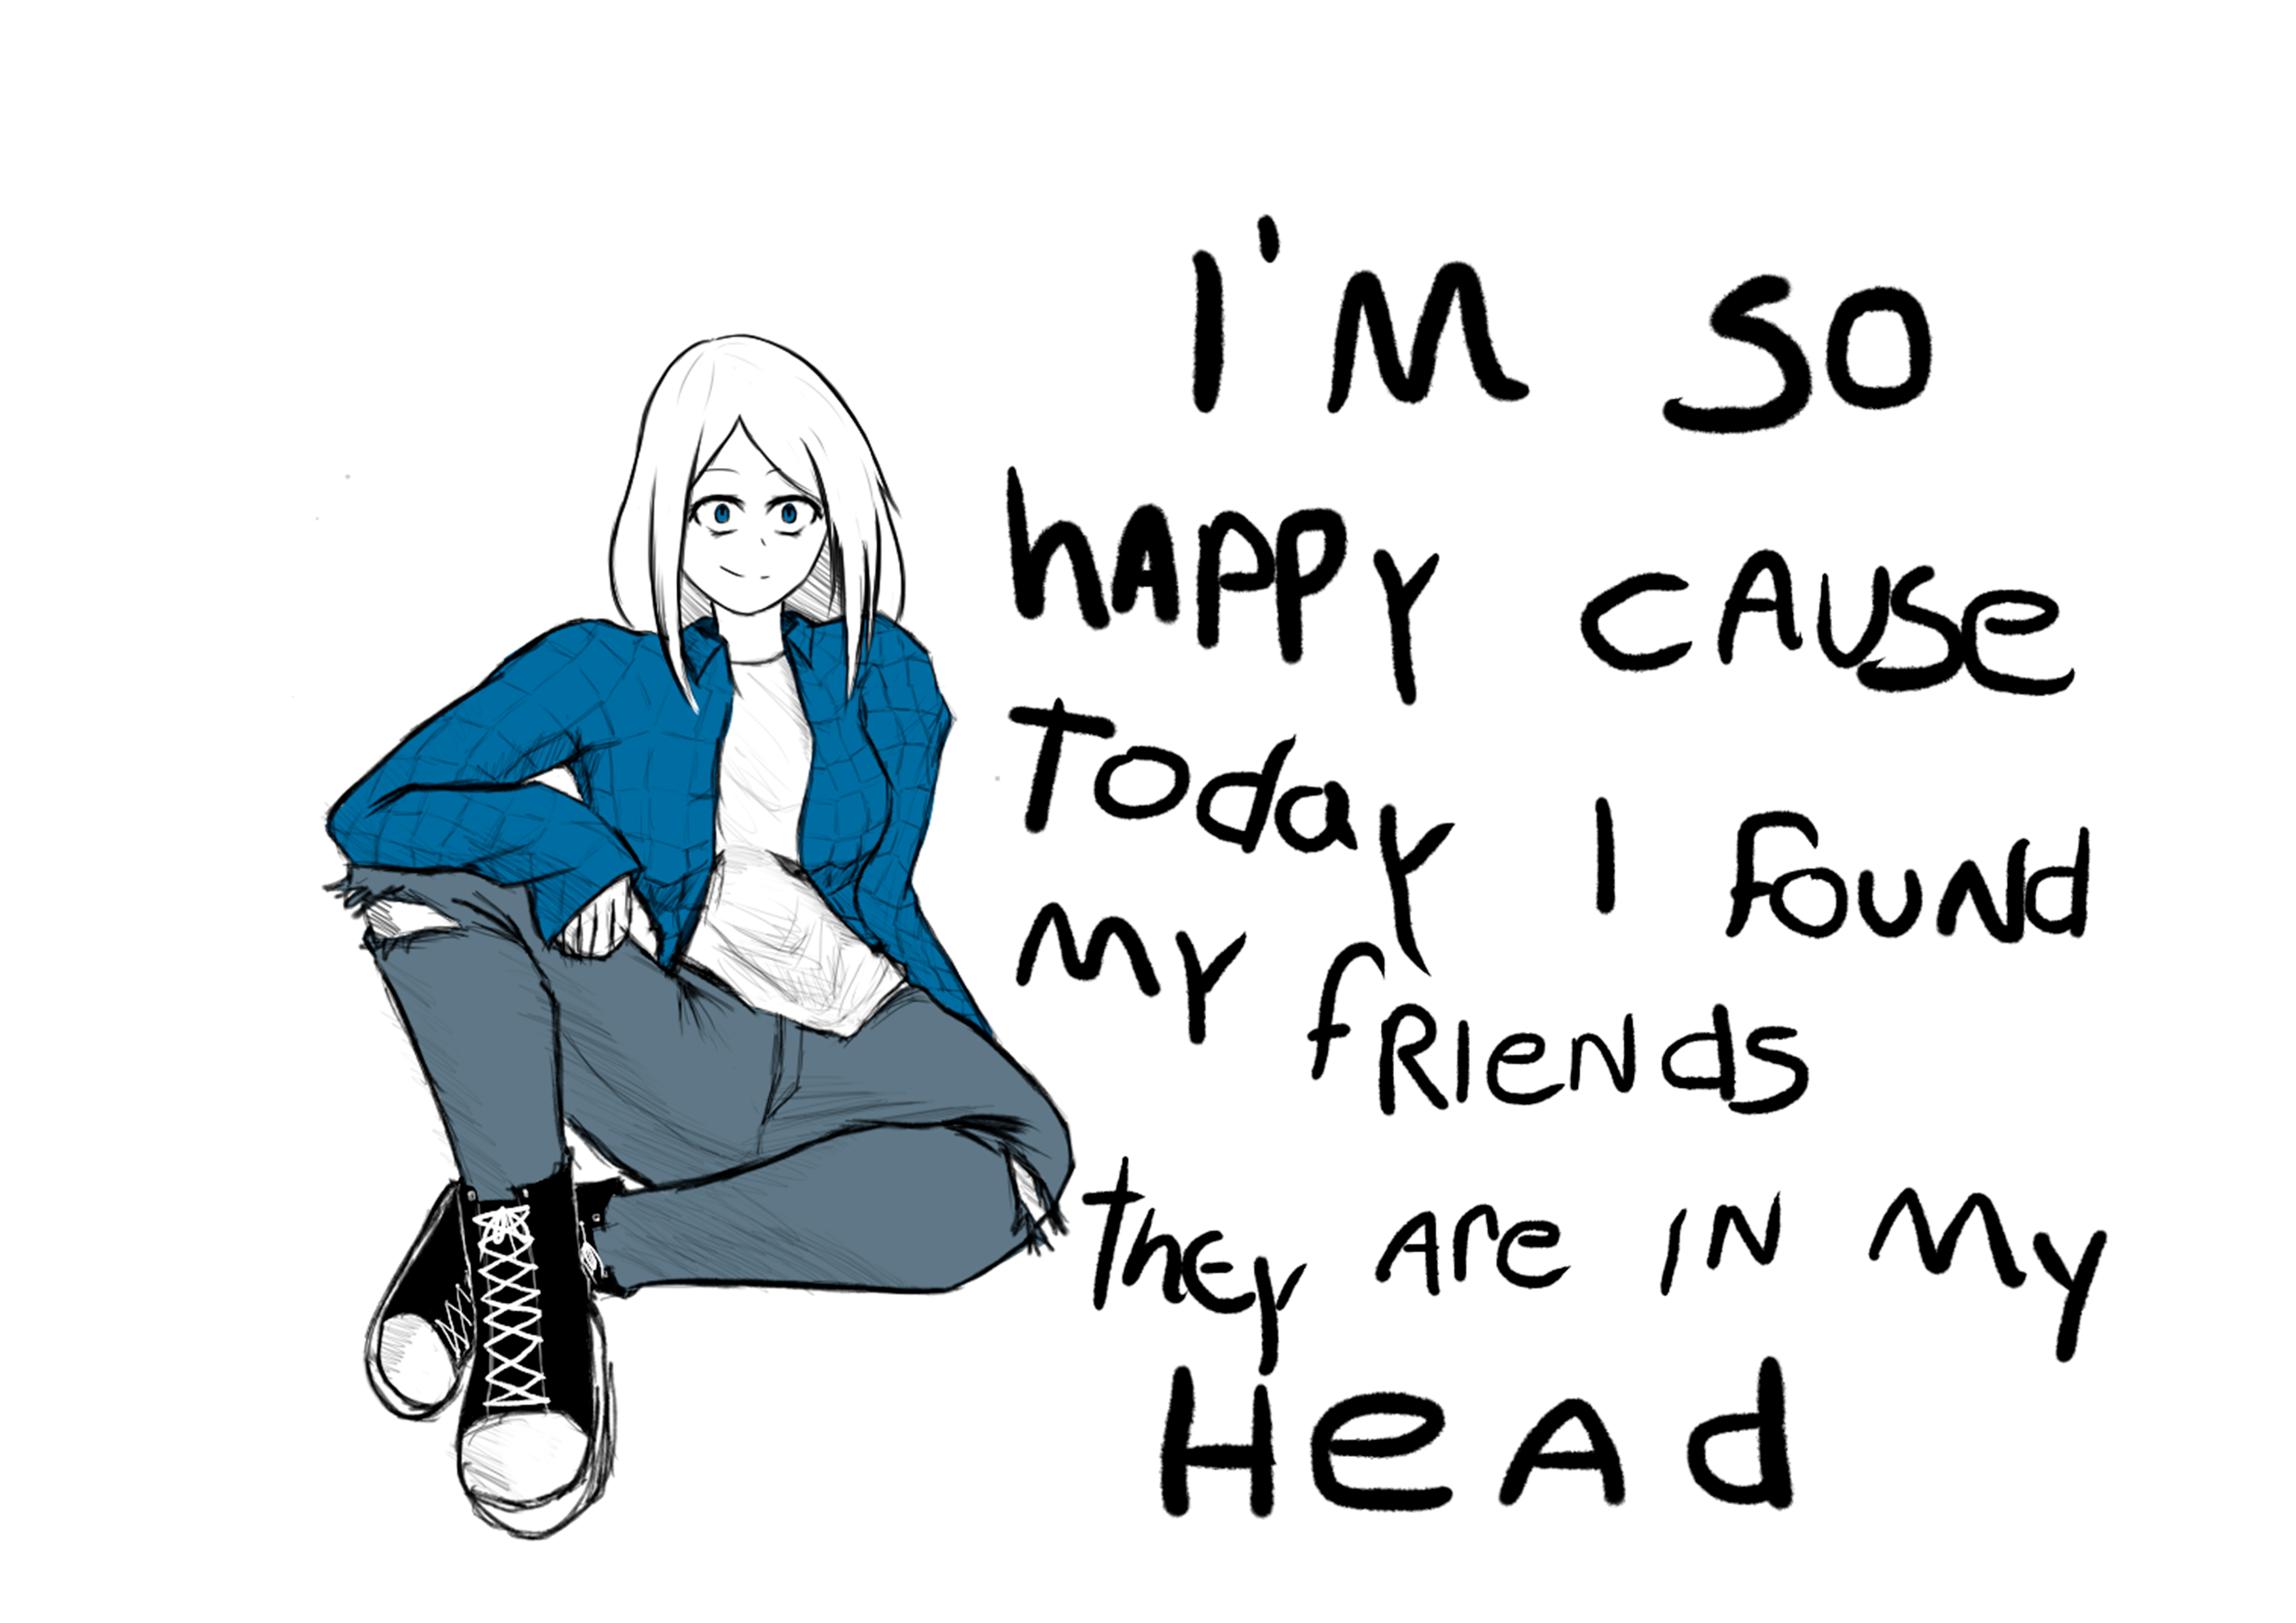 I'M SO
hAPPY CAUSE
Today I found
My fRIeNds
they Are IN My
HeAd